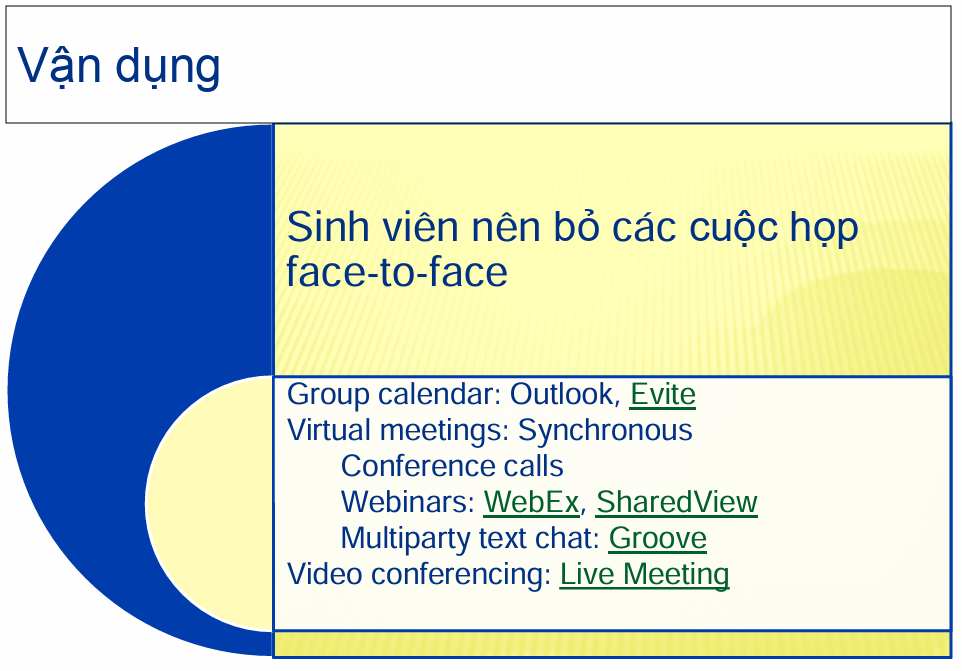 Vận dụng
Sinh viên nên bỏ các cuộc họp
face-to-face
Group calendar: Outlook, Evite
Virtual meetings: Synchronous
Conference calls
Webinars: WebEx, SharedView
Multiparty text chat: Groove
Video conferencing: Live Meeting